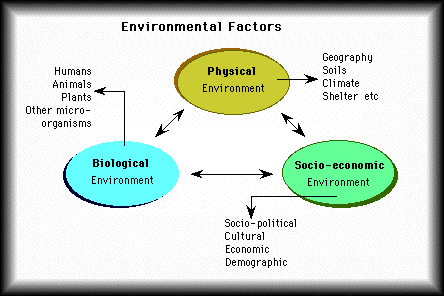 Environmental Factors
Physical
Environment
Geography
Soils
Climate
Shelter etc
Humans
Animals
Plants
Other micro-
organisms
Biological
Environment
Socio-economic
Environment
Socio-political
Cultural
Economic
Demographic